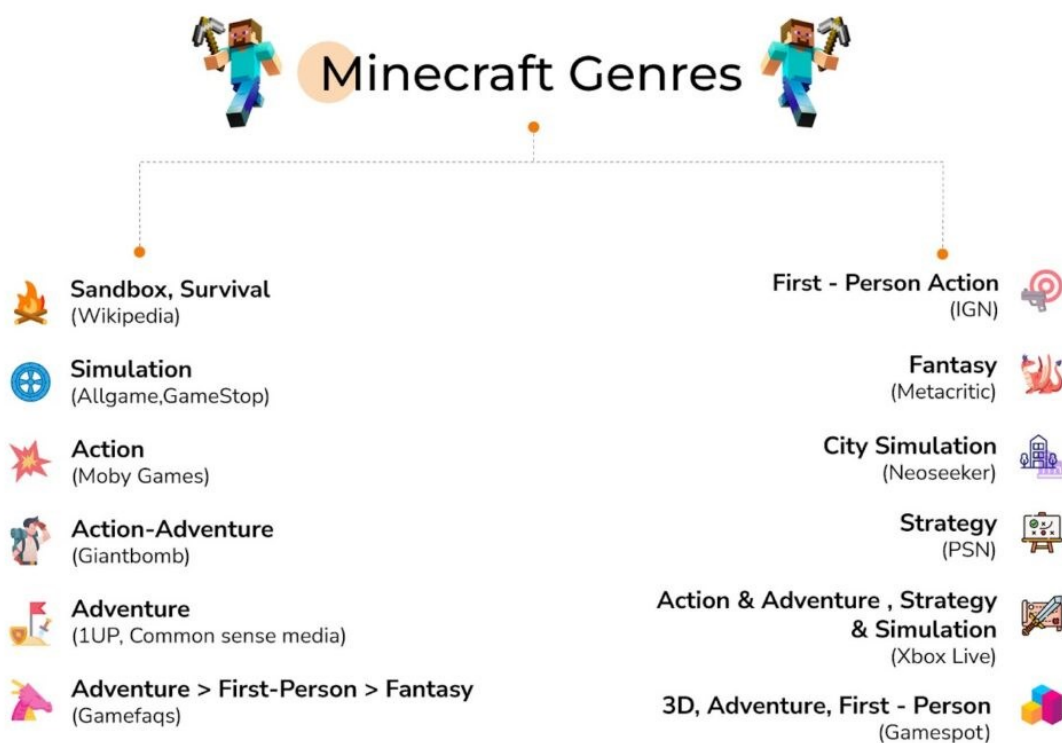 Minecraft Genres
Sandbox, Survival
(Wikipedia)
Simulation
(Allgame,GameStop)
Action
(Moby Games)
Action-Adventure
(Giantbomb)
Adventure
(1UP, Common sense media)
Adventure > First-Person > Fantasy
(Gamefaqs)
First - Person Action
(IGN)
Fantasy
(Metacritic)
City Simulation
(Neoseeker)
Strategy
(PSN)
Action & Adventure , Strategy
& Simulation
(Xbox Live)
3D, Adventure, First - Person
(Gamespot)